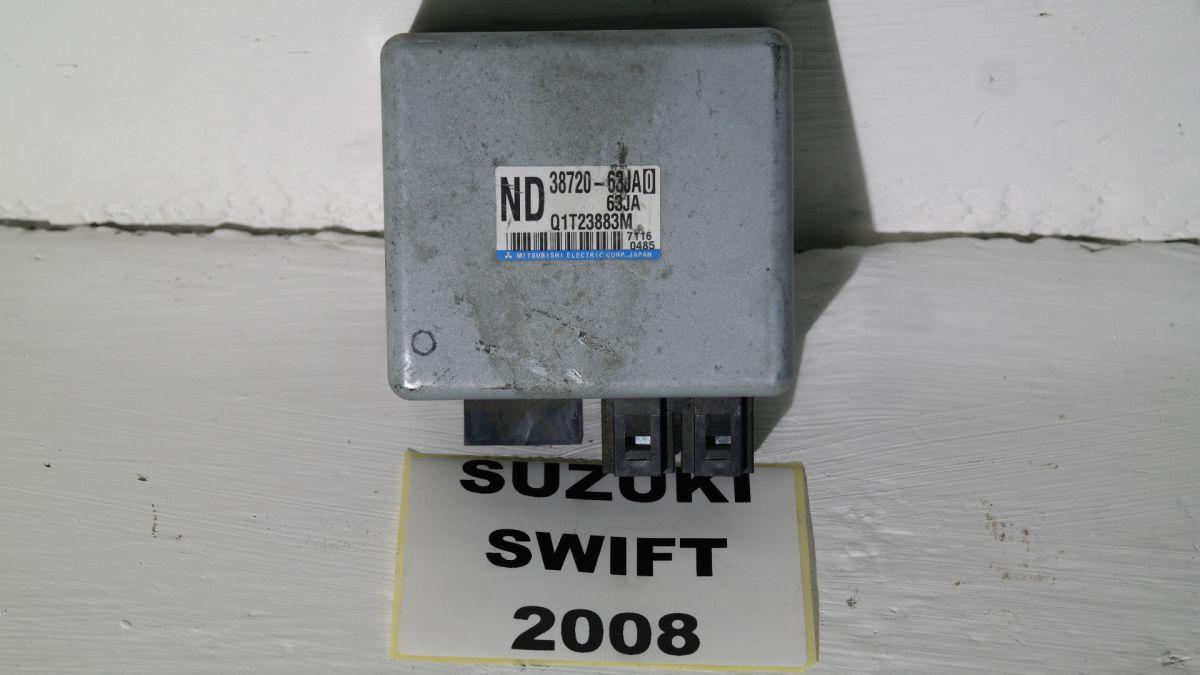 ND
38720-63JA0
63JA
Q1T23883M
7116
0485
MITSUBISHI ELECTRIC CORP.,JAPAN
SUZUKI
SWIFT
2008